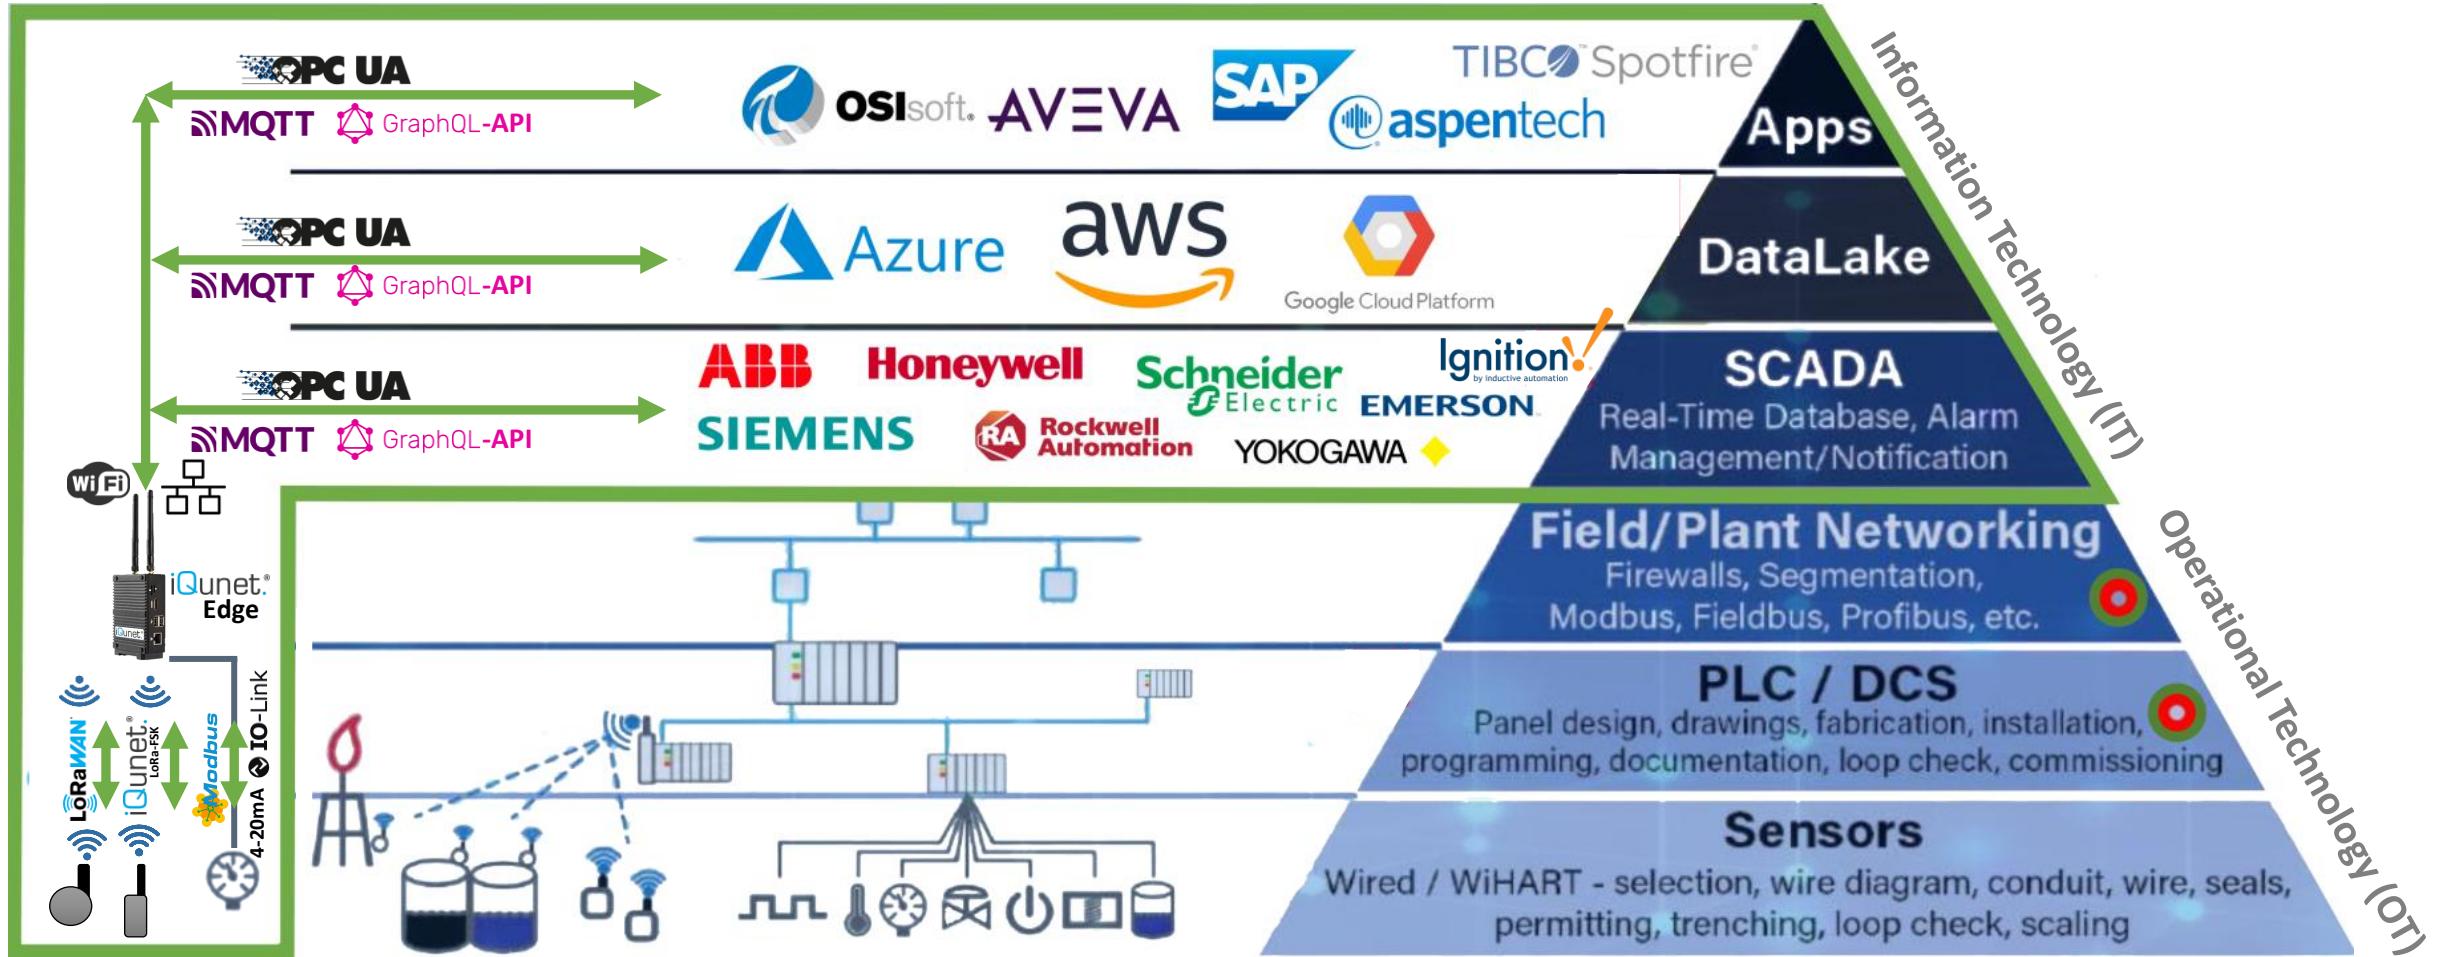 OPC UA
MQTT GraphQL-API
OSIsoft.® AVEVA
SAP
TIBCO™ Spotfire®
aspentech
Apps
Information Technology (IT)
OPC UA
MQTT GraphQL-API
Azure
aws
Google Cloud Platform
DataLake
OPC UA
MQTT GraphQL-API
ABB
Honeywell
Schneider
Electric
Ignition!
by inductive automation
SIEMENS
RA Rockwell
Automation
EMERSON
YOKOGAWA
SCADA
Real-Time Database, Alarm
Management/Notification
WiFi
iQunet.®
Edge
iQunet.
Field/Plant Networking
Firewalls, Segmentation,
Modbus, Fieldbus, Profibus, etc.
Operational Technology (OT)
LoRaWAN
iQunet.®
LoRa-FSK
Modbus
4-20mA IO-Link
PLC / DCS
Panel design, drawings, fabrication, installation,
programming, documentation, loop check, commissioning
Sensors
Wired / WiHART - selection, wire diagram, conduit, wire, seals,
permitting, trenching, loop check, scaling